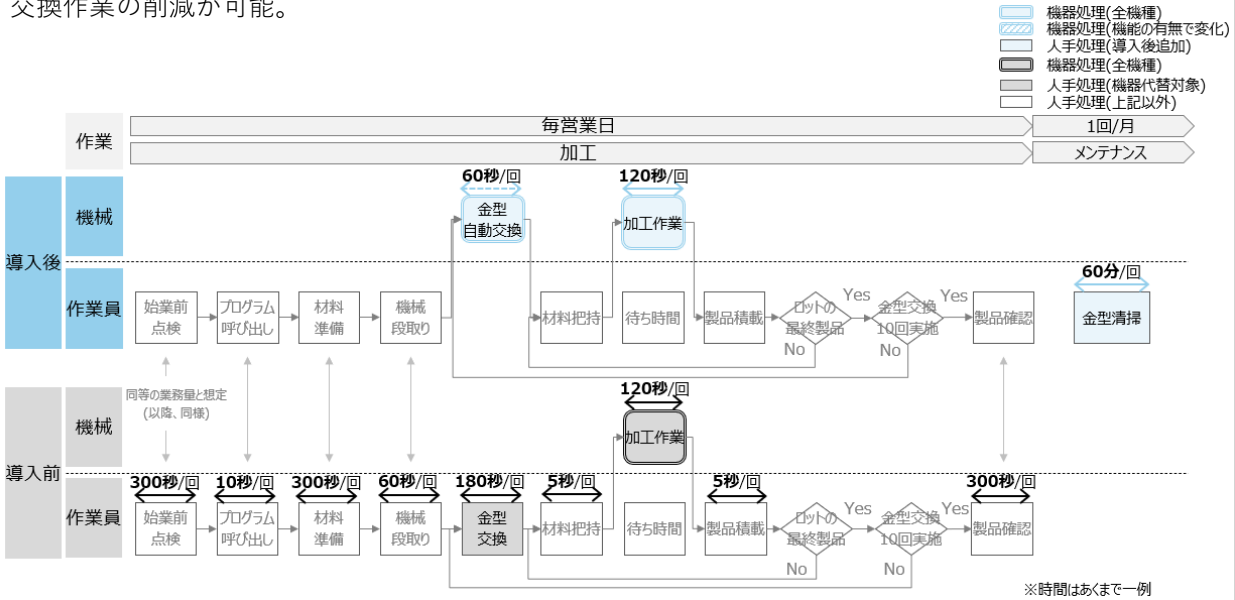 交換作業の削減が可能。
機器処理(全機種)
機器処理(機能の有無で変化)
人手処理(導入後追加)
機器処理(全機種)
人手処理(機器代替対象)
人手処理(上記以外)
作業
毎営業日
1回/月
加工
メンテナンス
導入後
機械
60秒/回
金型
自動交換
120秒/回
加工作業
作業員
始業前
点検
プログラム
呼び出し
材料
準備
機械
段取り
材料把持
待ち時間
製品積載
ロットの
最終製品
Yes
No
金型交換
10回実施
Yes
No
製品確認
60分/回
金型清掃
同等の業務量と想定
(以降、同様)
導入前
機械
120秒/回
加工作業
作業員
300秒/回
始業前
点検
10秒/回
プログラム
呼び出し
300秒/回
材料
準備
60秒/回
機械
段取り
180秒/回
金型
交換
5秒/回
材料把持
待ち時間
5秒/回
製品積載
ロットの
最終製品
Yes
No
金型交換
10回実施
Yes
No
300秒/回
製品確認
※時間はあくまで一例